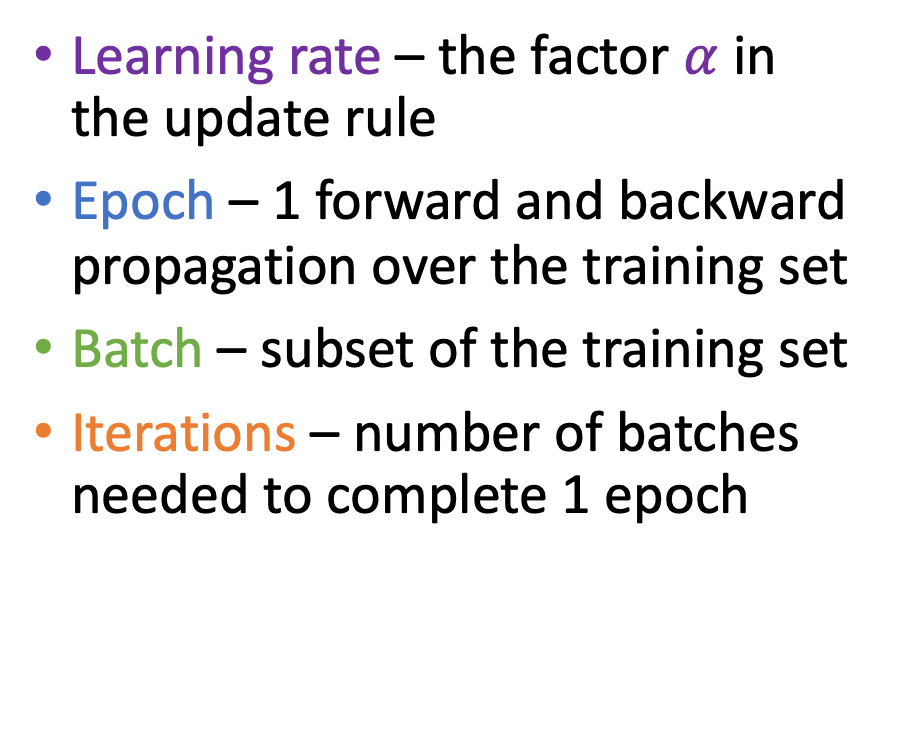 • Learning rate – the factor α in
the update rule
• Epoch – 1 forward and backward
propagation over the training set
• Batch – subset of the training set
• Iterations – number of batches
needed to complete 1 epoch